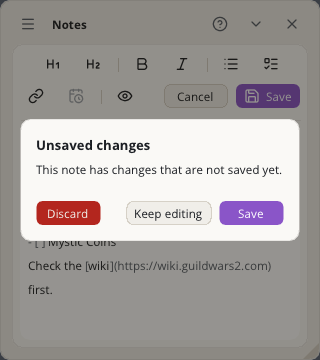 Notes
H1 H2 B I
Cancel Save
Unsaved changes
This note has changes that are not saved yet.
Discard Keep editing Save
- [ ] Mystic Coins
Check the [wiki](https://wiki.guildwars2.com)
first.